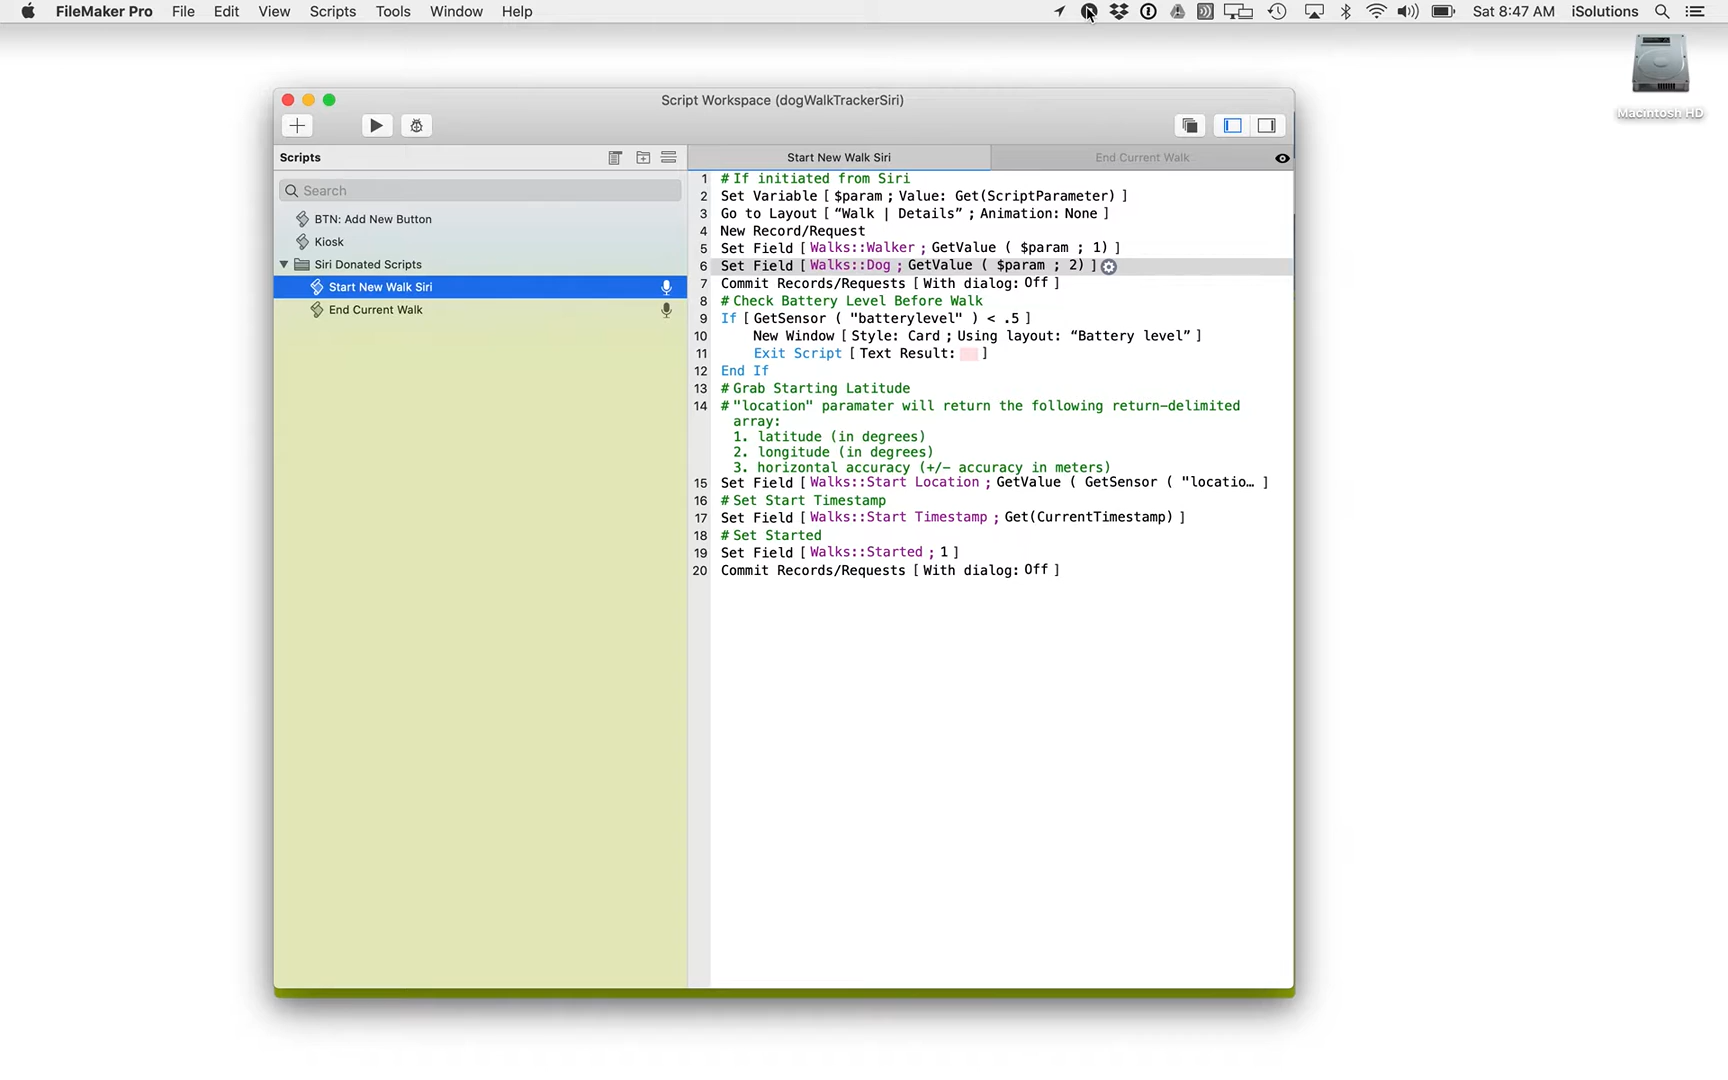 FileMaker Pro File Edit View Scripts Tools Window Help Sat 8:47 AM iSolutions
Macintosh HD
Script Workspace (dogWalkTrackerSiri)
Scripts
Start New Walk Siri
End Current Walk
Search
BTN: Add New Button
Kiosk
Siri Donated Scripts
Start New Walk Siri
End Current Walk
1 # If initiated from Siri
2 Set Variable [ $param ; Value: Get(ScriptParameter) ]
3 Go to Layout [ “Walk | Details” ; Animation: None ]
4 New Record/Request
5 Set Field [ Walks::Walker ; GetValue ( $param ; 1) ]
6 Set Field [ Walks::Dog ; GetValue ( $param ; 2) ]
7 Commit Records/Requests [ With dialog: Off ]
8 # Check Battery Level Before Walk
9 If [ GetSensor ( "batterylevel" ) < .5 ]
10 New Window [ Style: Card ; Using layout: “Battery level” ]
11 Exit Script [ Text Result: ]
12 End If
13 # Grab Starting Latitude
14 # "location" paramater will return the following return-delimited
array:
1. latitude (in degrees)
2. longitude (in degrees)
3. horizontal accuracy (+/- accuracy in meters)
15 Set Field [ Walks::Start Location ; GetValue ( GetSensor ( "locatio… ]
16 # Set Start Timestamp
17 Set Field [ Walks::Start Timestamp ; Get(CurrentTimestamp) ]
18 # Set Started
19 Set Field [ Walks::Started ; 1 ]
20 Commit Records/Requests [ With dialog: Off ]